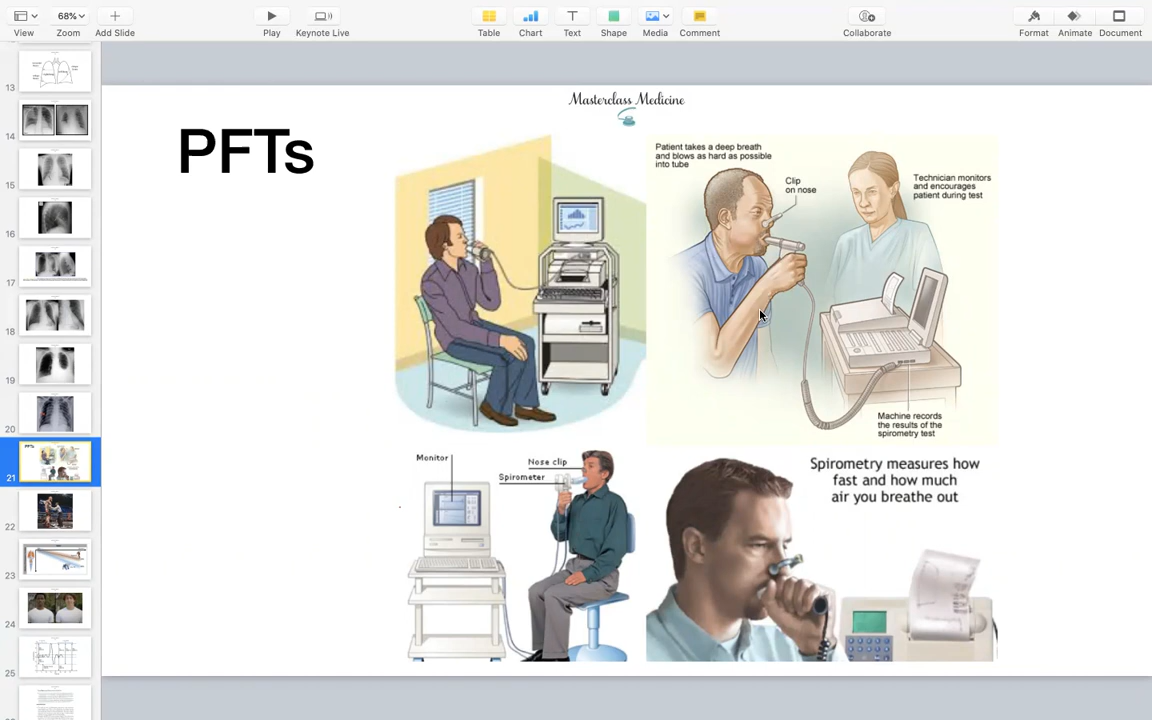 68%
View
Zoom
Add Slide
Play
Keynote Live
Table
Chart
Text
Shape
Media
Comment
Collaborate
Format
Animate
Document
13
14
15
16
17
18
19
20
21
22
23
24
25
Masterclass Medicine
PFTs
Patient takes a deep breath
and blows as hard as possible
into tube
Clip
on nose
Technician monitors
and encourages
patient during test
Machine records
the results of the
spirometry test
Monitor
Nose clip
Spirometer
Spirometry measures how
fast and how much
air you breathe out